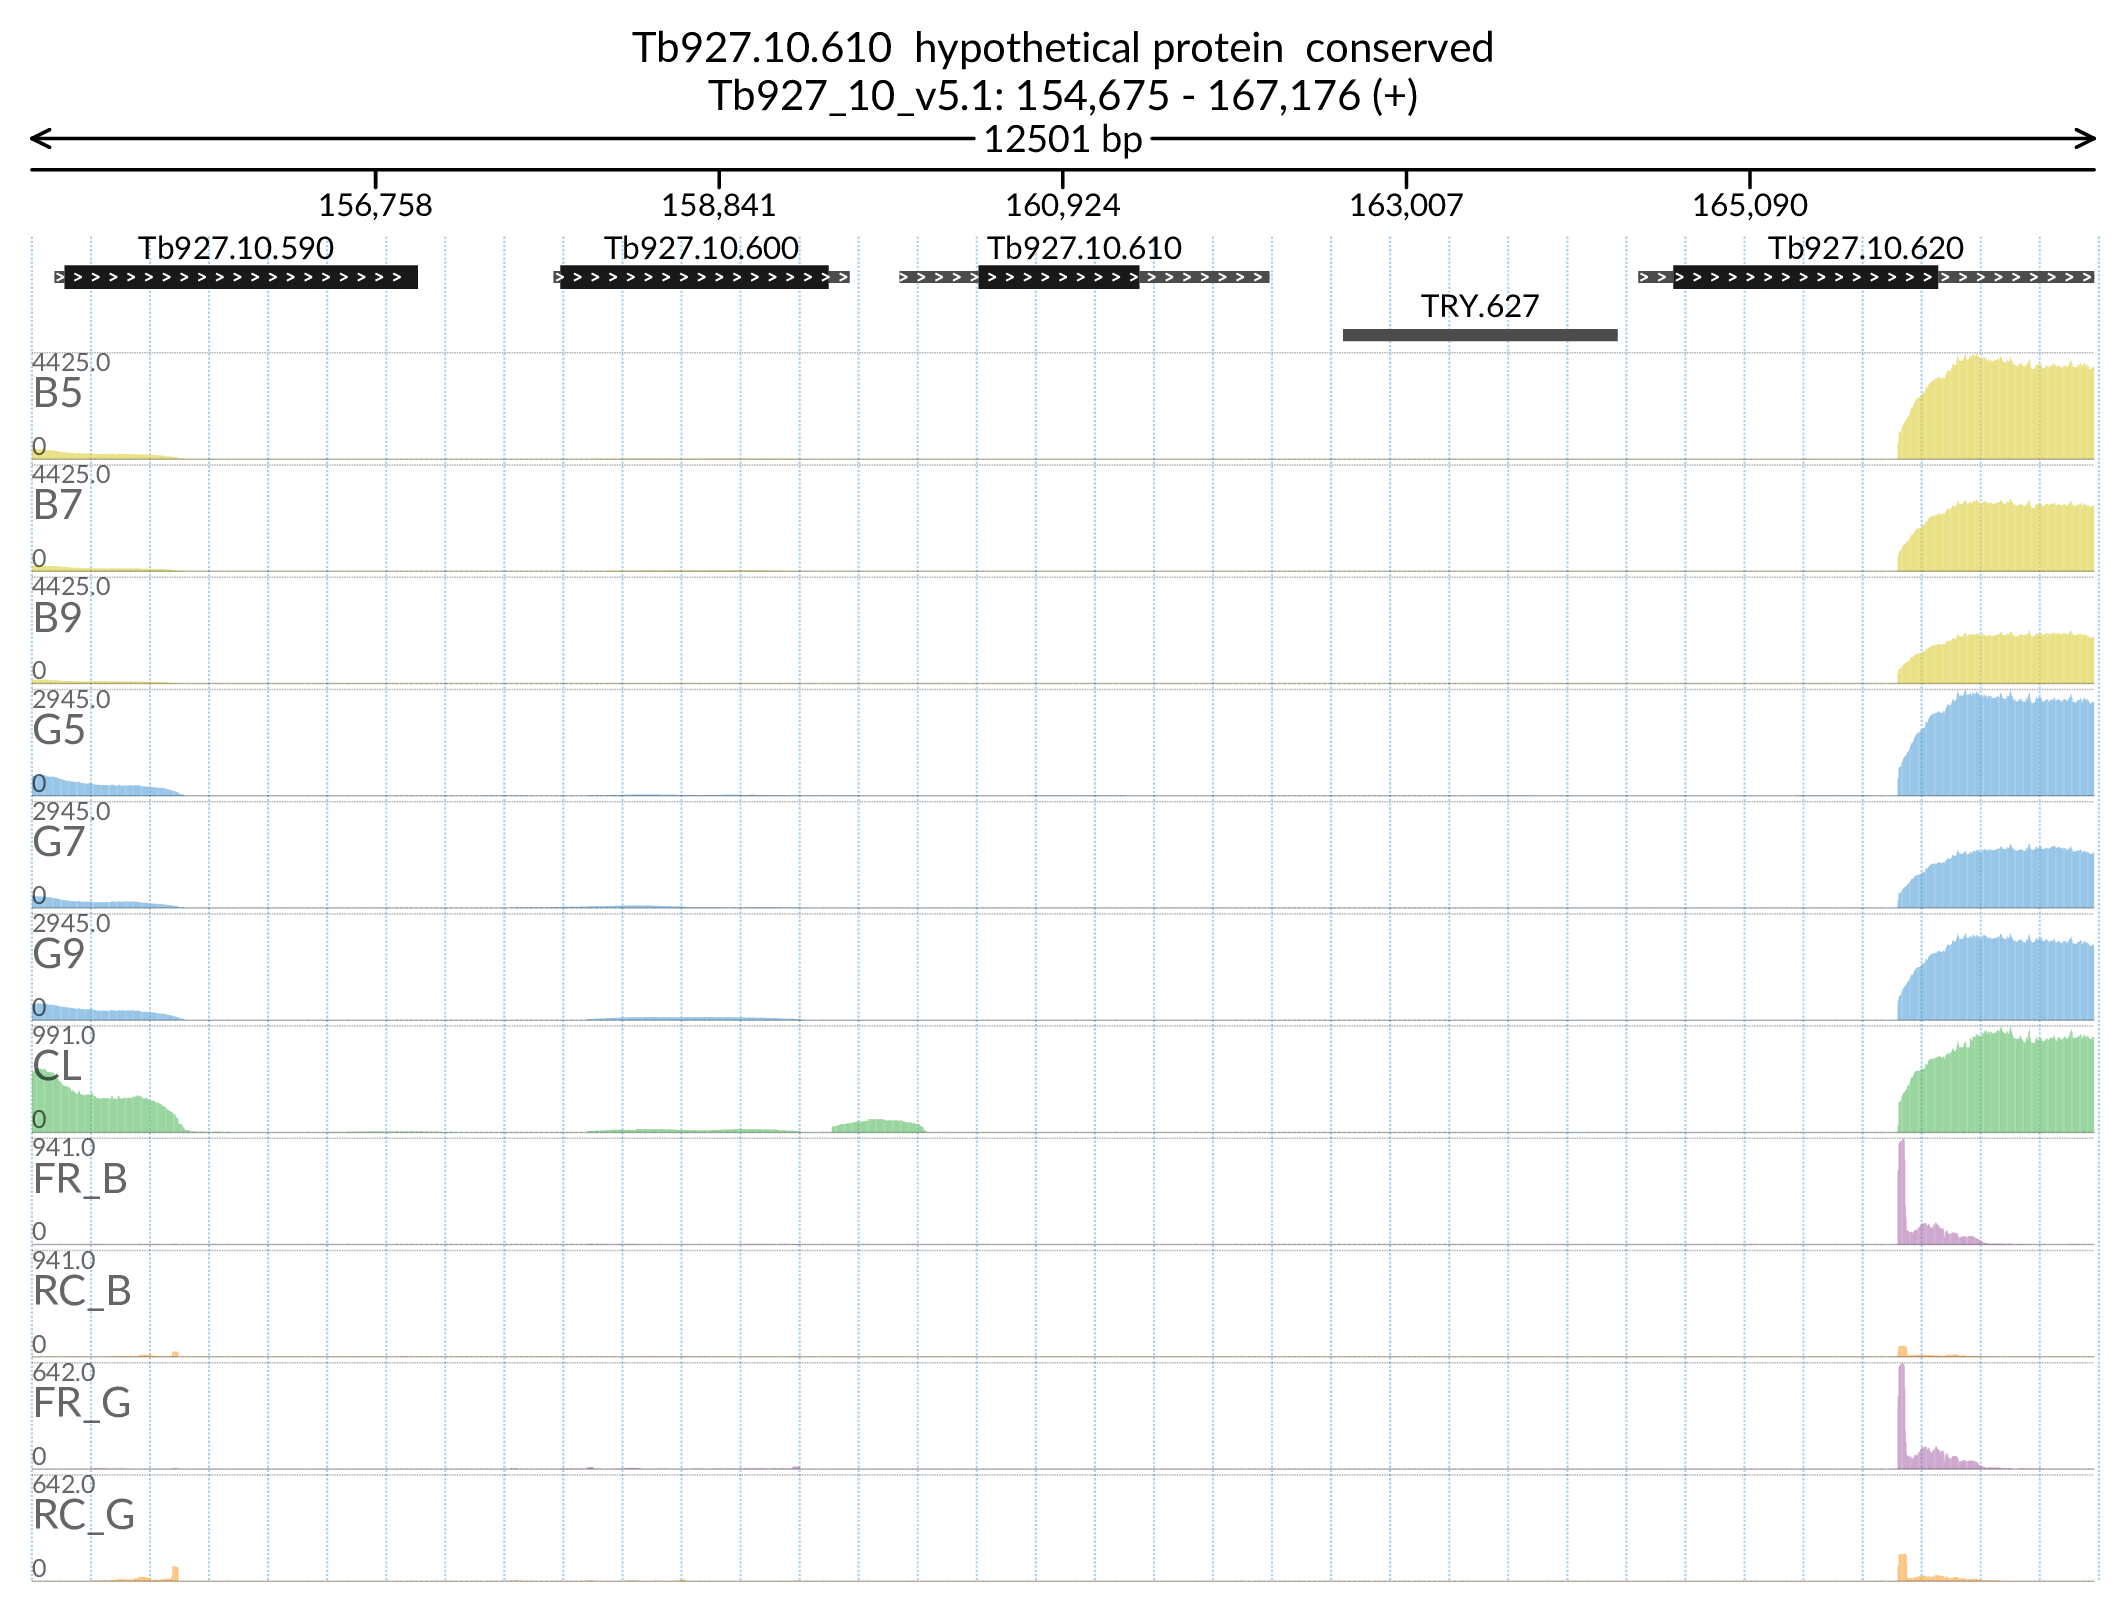 Tb927.10.610 hypothetical protein conserved
Tb927_10_v5.1: 154,675 - 167,176 (+)
12501 bp
156,758 158,841 160,924 163,007 165,090
Tb927.10.590 Tb927.10.600 Tb927.10.610 Tb927.10.620
TRY.627
4425.0
B5
0
4425.0
B7
0
4425.0
B9
0
2945.0
G5
0
2945.0
G7
0
2945.0
G9
0
991.0
CL
0
941.0
FR_B
0
941.0
RC_B
0
642.0
FR_G
0
642.0
RC_G
0